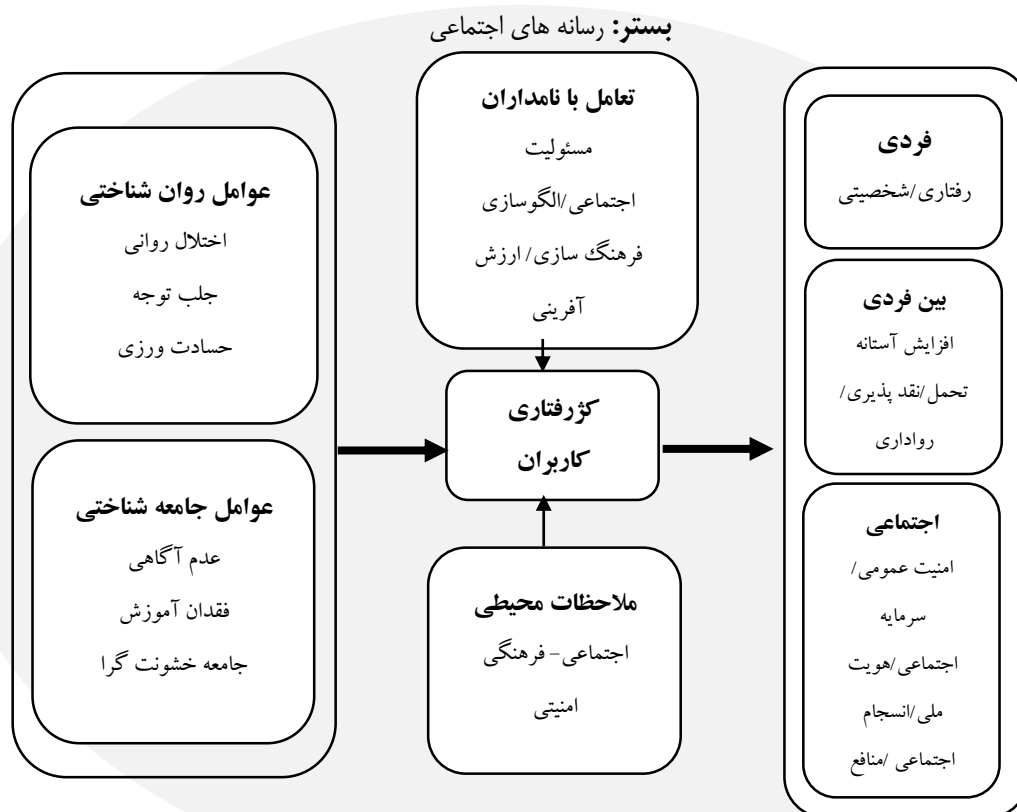 بستر: رسانه های اجتماعی
عوامل روان شناختی
اختلال روانی
جلب توجه
حسادت ورزی
عوامل جامعه شناختی
عدم آگاهی
فقدان آموزش
جامعه خشونت گرا
تعامل با نامداران
مسئولیت
اجتماعی/الگوسازی
فرهنگ سازی/ ارزش
آفرینی
کژرفتاری
کاربران
ملاحظات محیطی
اجتماعی- فرهنگی
امنیتی
فردی
رفتاری/شخصیتی
بین فردی
افزایش آستانه
تحمل/نقد پذیری/
رواداری
اجتماعی
امنیت عمومی/
سرمایه
اجتماعی/هویت
ملی/انسجام
اجتماعی /منافع